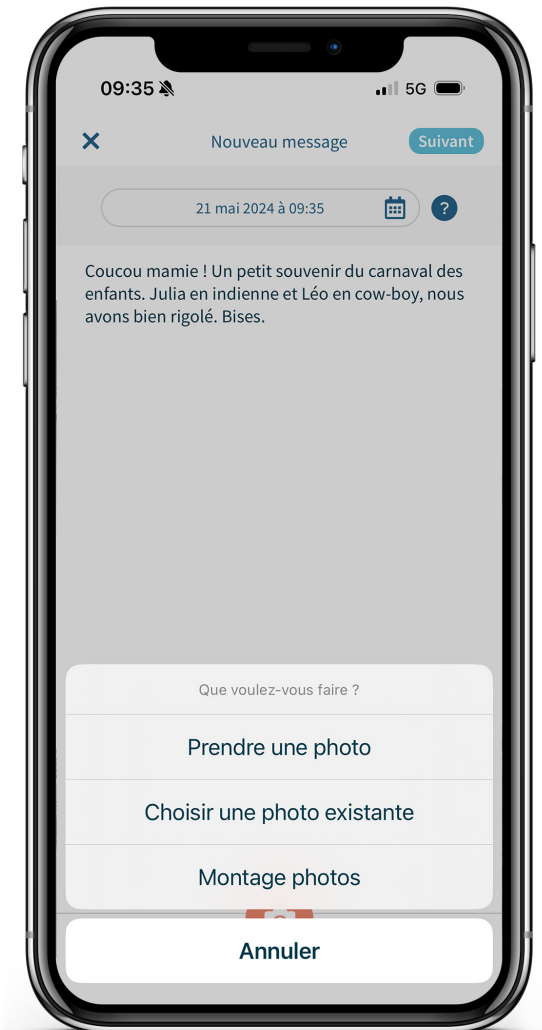 09:35
5G
Nouveau message
Suivant
21 mai 2024 à 09:35
?
Coucou mamie ! Un petit souvenir du carnaval des
enfants. Julia en indienne et Léo en cow-boy, nous
avons bien rigolé. Bises.
Que voulez-vous faire ?
Prendre une photo
Choisir une photo existante
Montage photos
Annuler